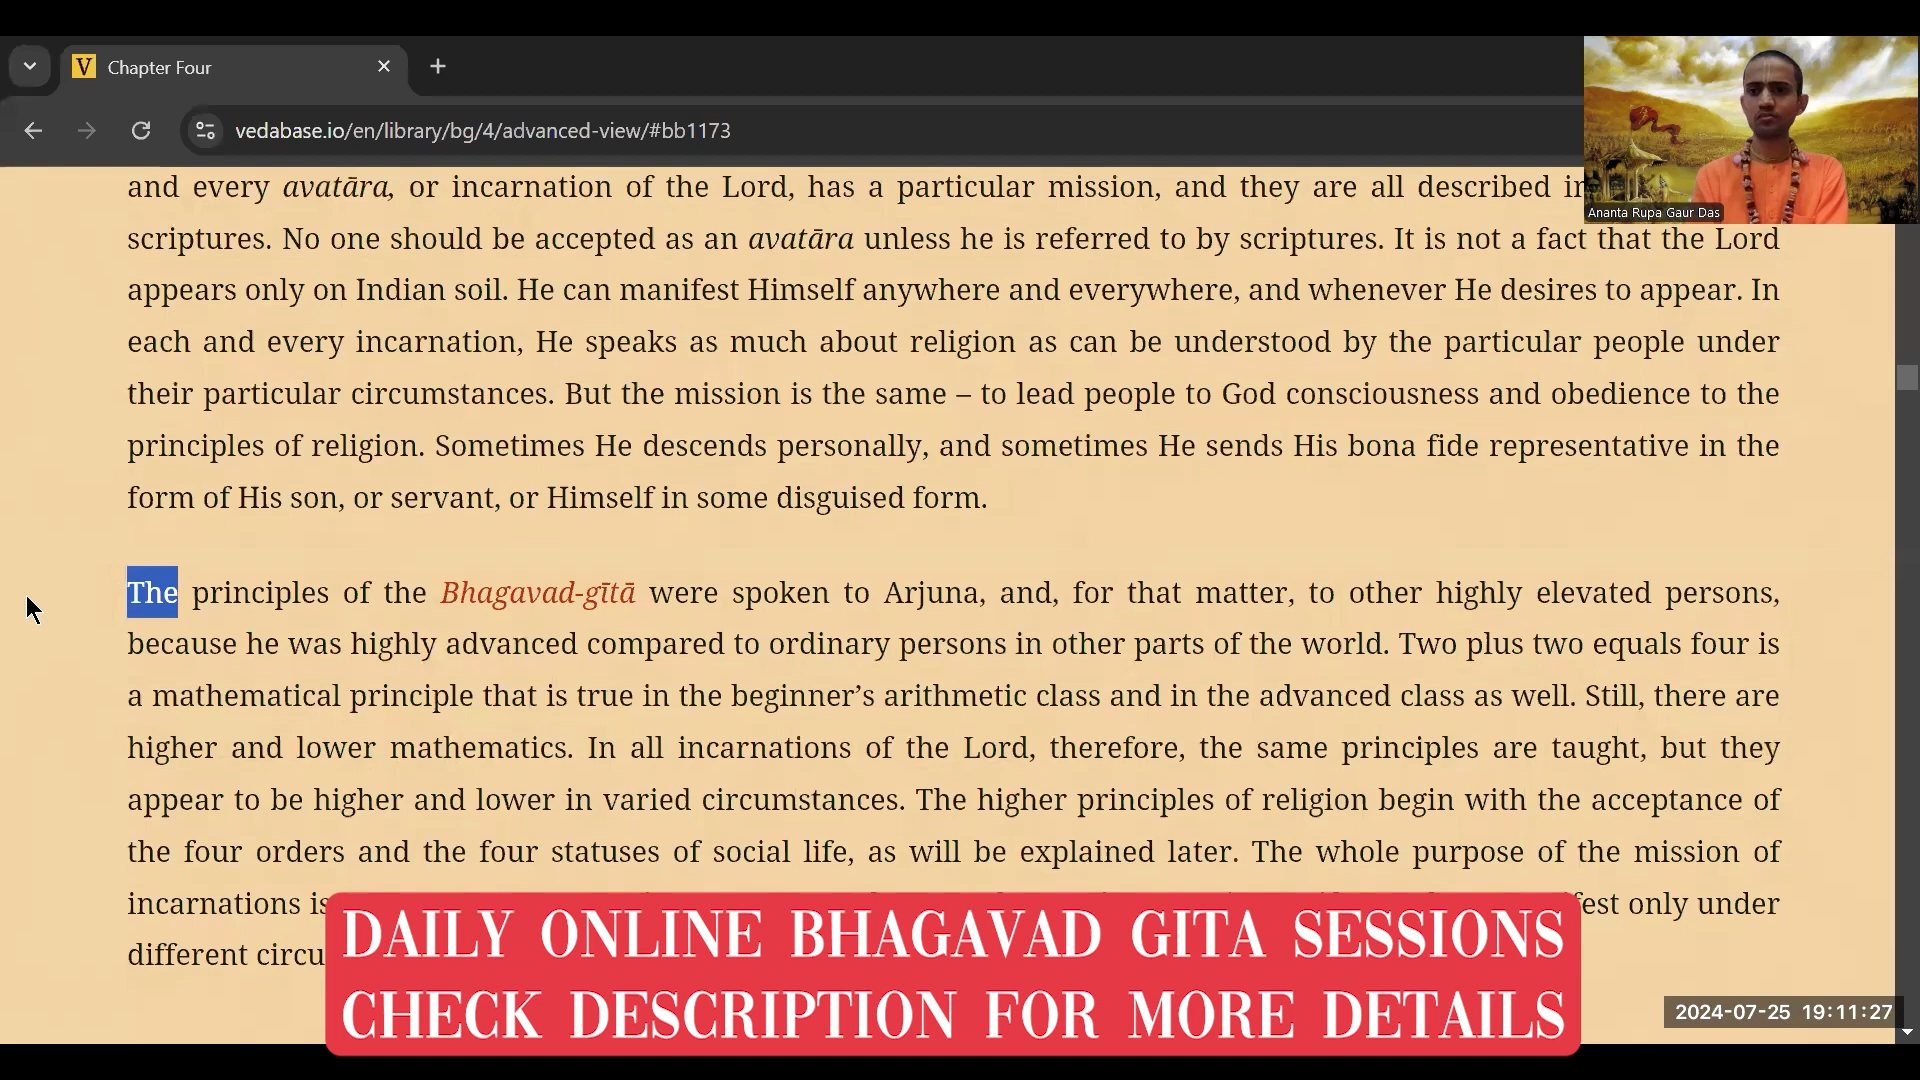 Chapter Four
vedabase.io/en/library/bg/4/advanced-view/#bb1173
Ananta Rupa Gaur Das
and every avatāra, or incarnation of the Lord, has a particular mission, and they are all described in
scriptures. No one should be accepted as an avatāra unless he is referred to by scriptures. It is not a fact that the Lord
appears only on Indian soil. He can manifest Himself anywhere and everywhere, and whenever He desires to appear. In
each and every incarnation, He speaks as much about religion as can be understood by the particular people under
their particular circumstances. But the mission is the same – to lead people to God consciousness and obedience to the
principles of religion. Sometimes He descends personally, and sometimes He sends His bona fide representative in the
form of His son, or servant, or Himself in some disguised form.
The principles of the Bhagavad-gītā were spoken to Arjuna, and, for that matter, to other highly elevated persons,
because he was highly advanced compared to ordinary persons in other parts of the world. Two plus two equals four is
a mathematical principle that is true in the beginner’s arithmetic class and in the advanced class as well. Still, there are
higher and lower mathematics. In all incarnations of the Lord, therefore, the same principles are taught, but they
appear to be higher and lower in varied circumstances. The higher principles of religion begin with the acceptance of
the four orders and the four statuses of social life, as will be explained later. The whole purpose of the mission of
incarnations is only under
different
DAILY ONLINE BHAGAVAD GITA SESSIONS
CHECK DESCRIPTION FOR MORE DETAILS
2024-07-25 19:11:27